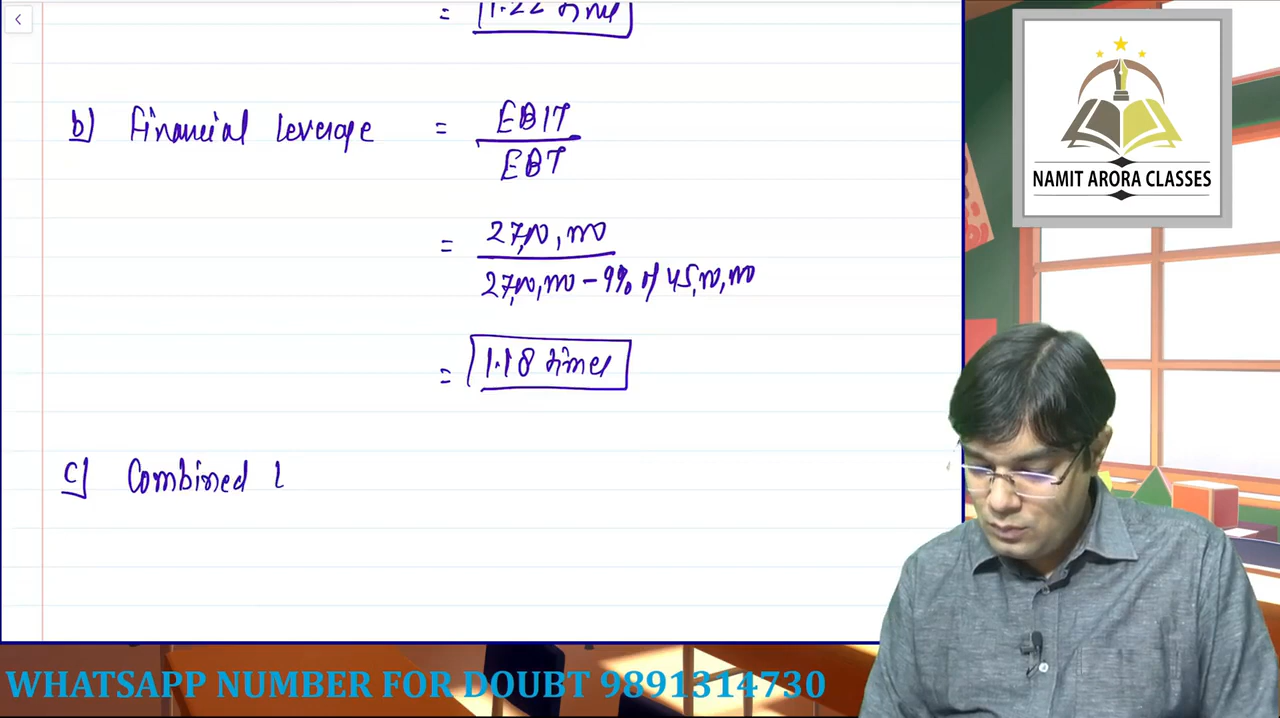 = 1.22 times
b) Financial leverage = EBIT
EBT
= 27,00,000
27,00,000 - 9% of 45,00,000
= 1.18 times
c) Combined l
NAMIT ARORA CLASSES
WHATSAPP NUMBER FOR DOUBT 9891314730